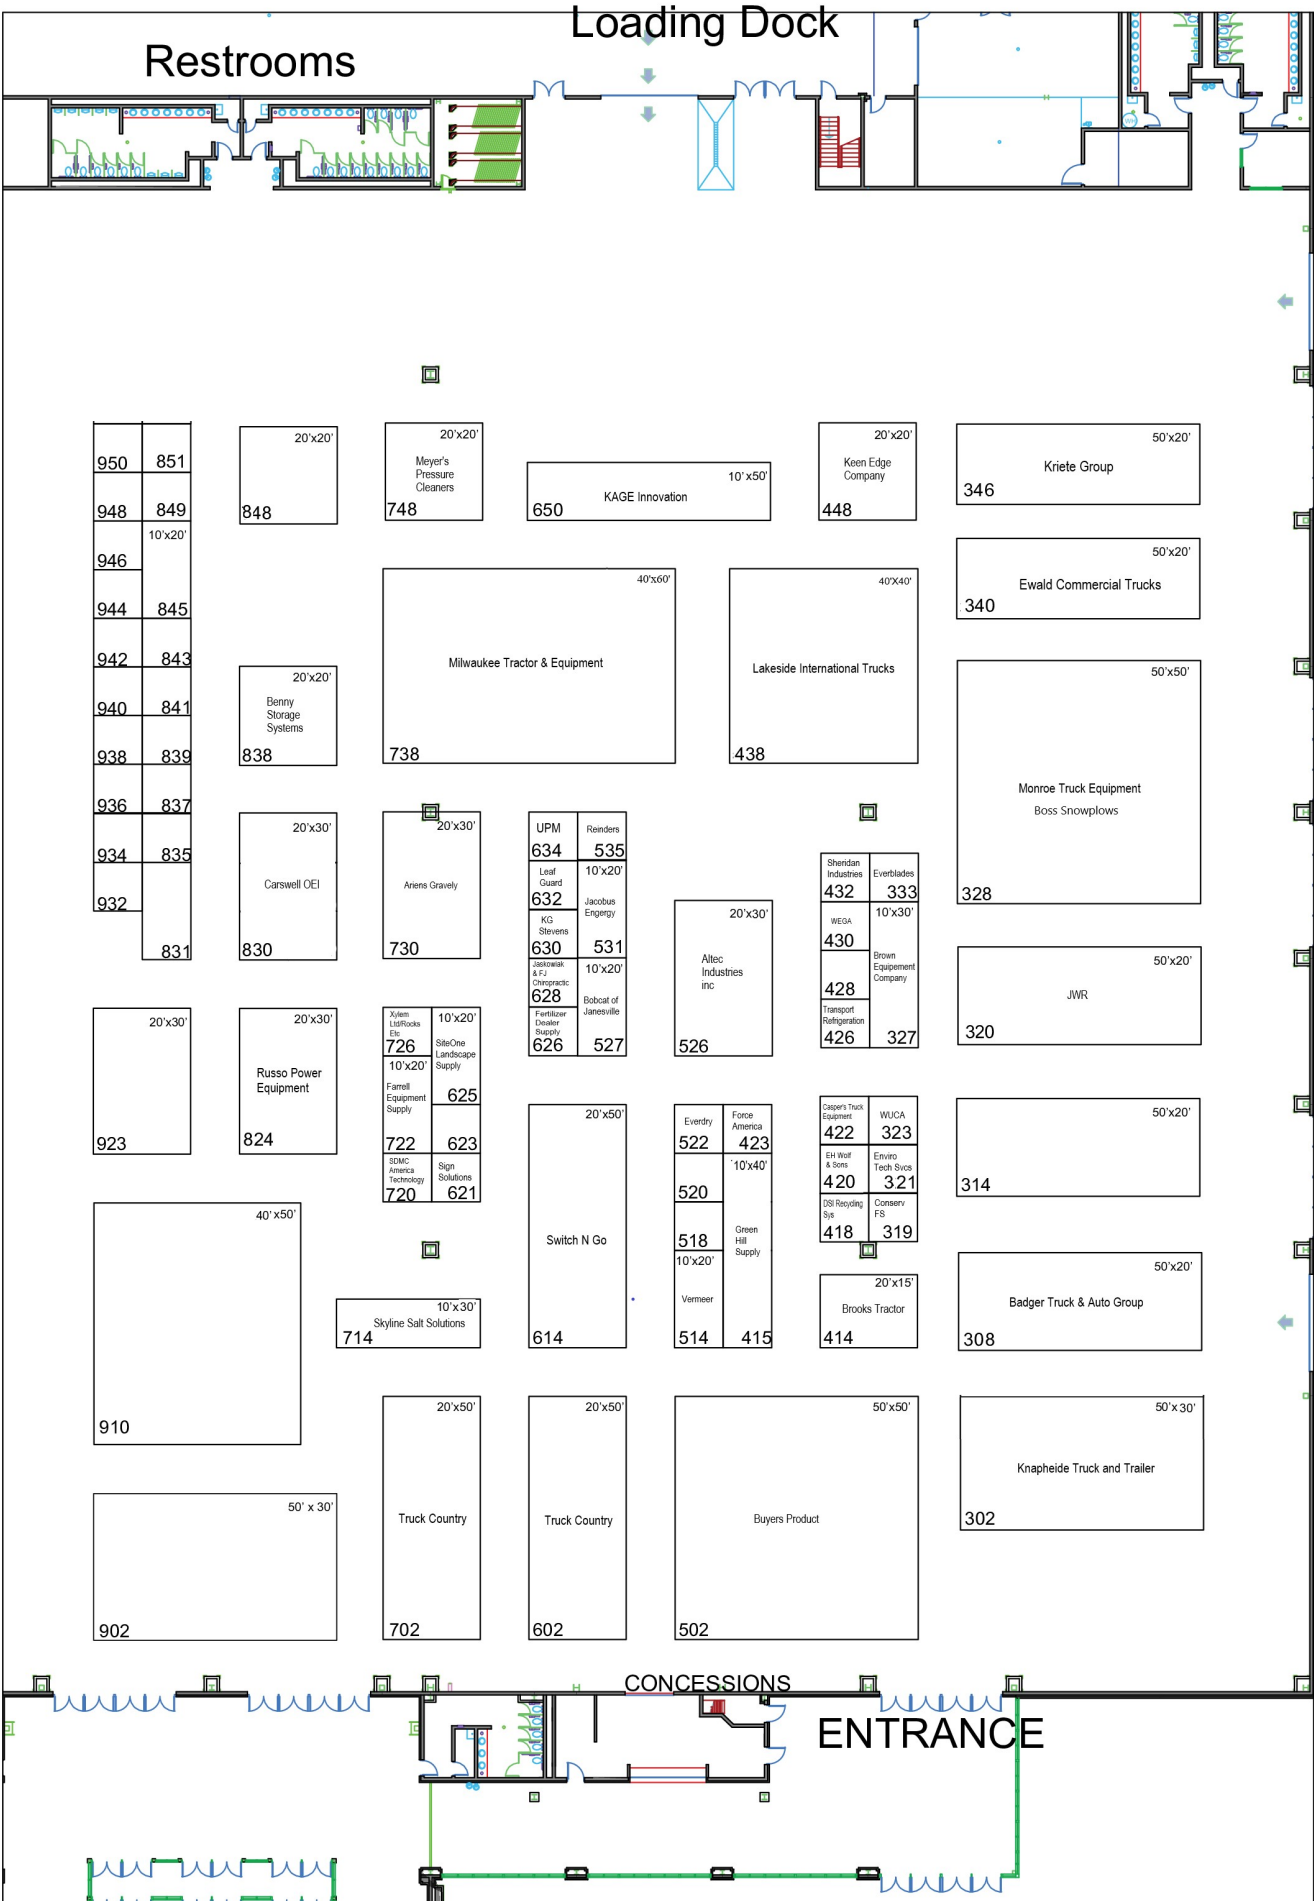 Loading Dock
Restrooms
WH
950 851
948 849
10'x20'
946
944 845
942 843
940 841
938 839
936 837
934 835
932
831
20'x20'
848
20'x20'
Meyer's
Pressure
Cleaners
748
10'x50'
KAGE Innovation
650
20'x20'
Keen Edge
Company
448
50'x20'
Kriete Group
346
50'x20'
Ewald Commercial Trucks
340
40'x60'
Milwaukee Tractor & Equipment
738
40'X40'
Lakeside International Trucks
438
50'x50'
Monroe Truck Equipment
Boss Snowplows
328
20'x20'
Benny
Storage
Systems
838
20'x30'
Carswell OEI
830
20'x30'
Ariens Gravely
730
UPM
634
Reinders
535
Leaf
Guard
632
10'x20'
Jacobus
Engergy
531
KG
Stevens
630
Jaskowiak
& FJ
Chiropractic
628
10'x20'
Bobcat of
Janesville
527
Fertilizer
Dealer
Supply
626
20'x30'
Altec
Industries
inc
526
Sheridan
Industries
432
Everblades
333
WEGA
430
10'x30'
Brown
Equipement
Company
327
428
Transport
Refrigeration
426
50'x20'
JWR
320
20'x30'
923
20'x30'
Russo Power
Equipment
824
Xylem
Ltd/Rocks
Etc
726
10'x20'
SiteOne
Landscape
Supply
625
10'x20'
Farrell
Equipment
Supply
722
623
SDMC
America
Technology
720
Sign
Solutions
621
20'x50'
Switch N Go
614
Everdry
522
Force
America
423
520
10'x40'
Green
Hill
Supply
415
518
10'x20'
Vermeer
514
Casper's Truck
Equipment
422
WUCA
323
EH Wolf
& Sons
420
Enviro
Tech Svcs
321
DSI Recycling
Sys
418
Conserv
FS
319
50'x20'
314
40' x50'
910
10'x30'
Skyline Salt Solutions
714
20'x15'
Brooks Tractor
414
50'x20'
Badger Truck & Auto Group
308
50' x 30'
902
20'x50'
Truck Country
702
20'x50'
Truck Country
602
50'x50'
Buyers Product
502
50'x 30'
Knapheide Truck and Trailer
302
CONCESSIONS
ENTRANCE